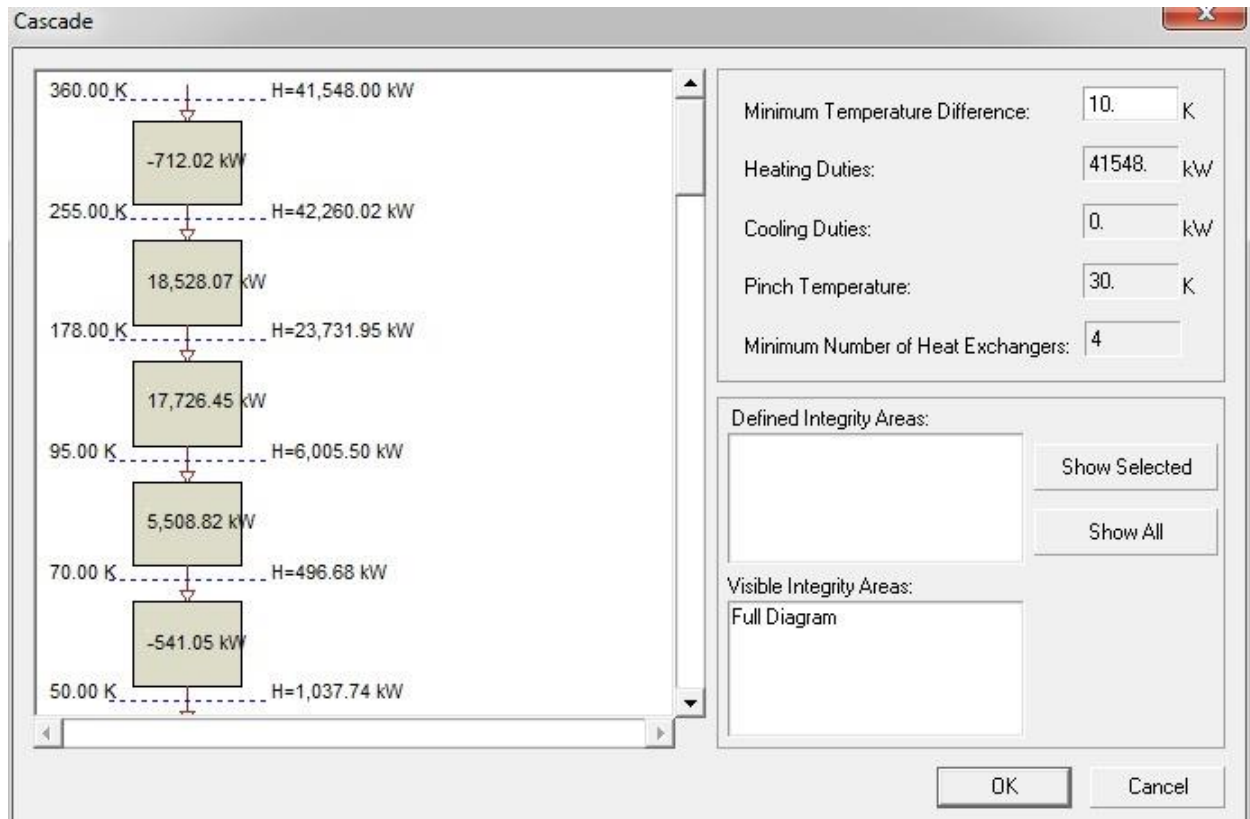 Cascade
360.00 K H=41,548.00 kW
-712.02 kW
255.00 K H=42,260.02 kW
18,528.07 kW
178.00 K H=23,731.95 kW
17,726.45 kW
95.00 K H=6,005.50 kW
5,508.82 kW
70.00 K H=496.68 kW
-541.05 kW
50.00 K H=1,037.74 kW
Minimum Temperature Difference: 10. K
Heating Duties: 41548. kW
Cooling Duties: 0. kW
Pinch Temperature: 30. K
Minimum Number of Heat Exchangers: 4
Defined Integrity Areas:
Show Selected
Show All
Visible Integrity Areas:
Full Diagram
OK Cancel